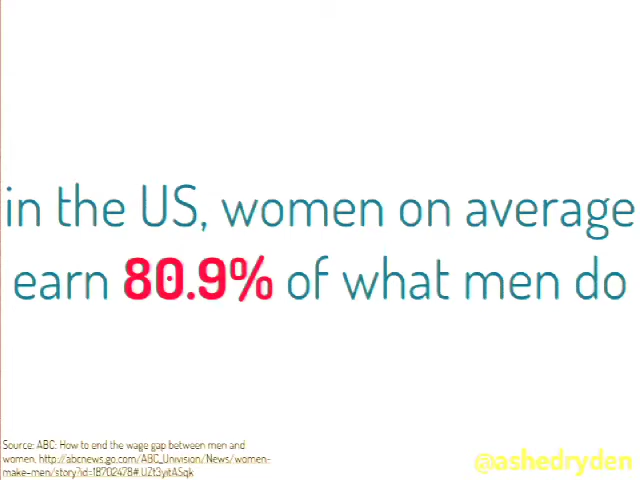 in the US, women on average
earn 80.9% of what men do
Source: ABC: How to end the wage gap between men and
women, http://abcnews.go.com/ABC_Univision/News/women-
make-men/story?id=18702478#.UZt3yitASqk
@ashedryden